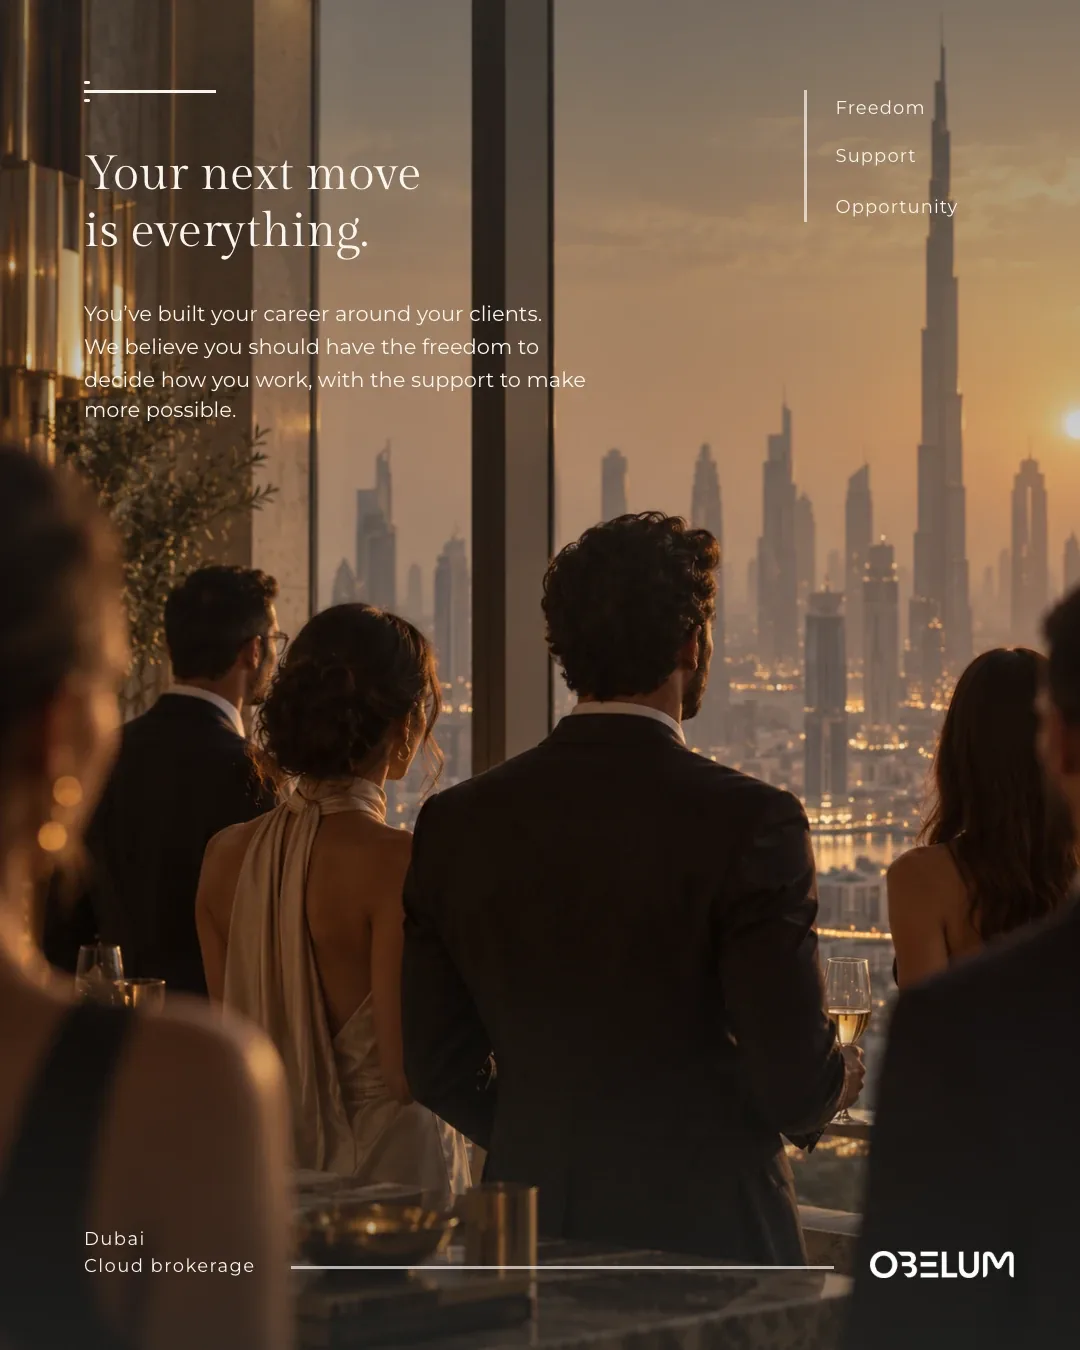 Your next move
is everything.
You've built your career around your clients.
We believe you should have the freedom to
decide how you work, with the support to make
more possible.
Freedom
Support
Opportunity
Dubai
Cloud brokerage
OBELUM